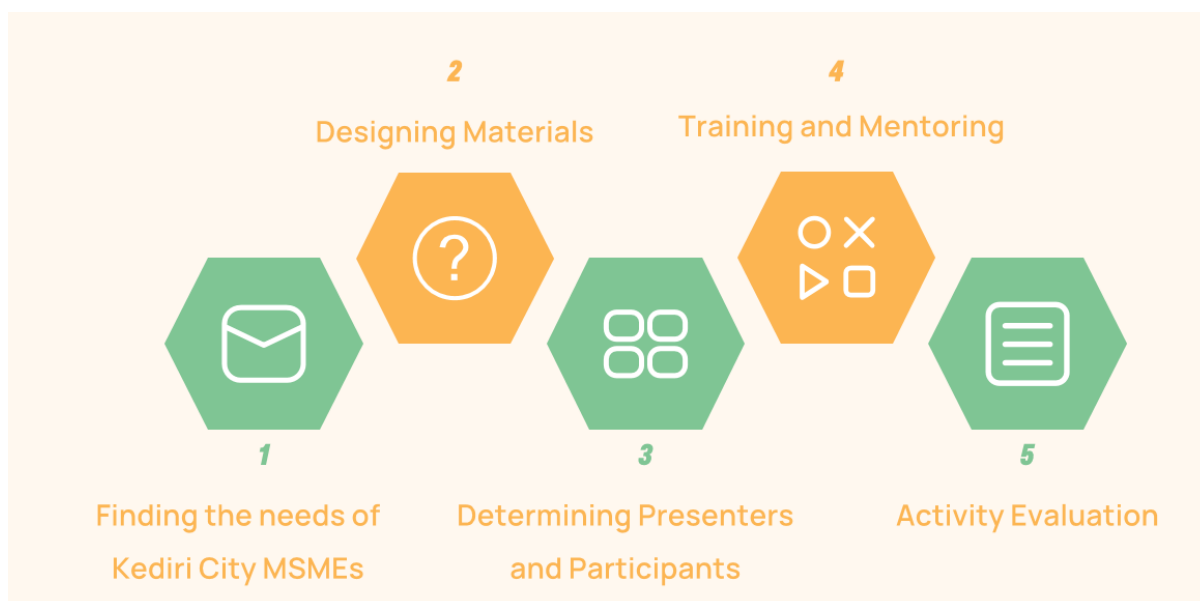 2
Designing Materials
4
Training and Mentoring
?
1
Finding the needs of
Kediri City MSMEs
3
Determining Presenters
and Participants
5
Activity Evaluation